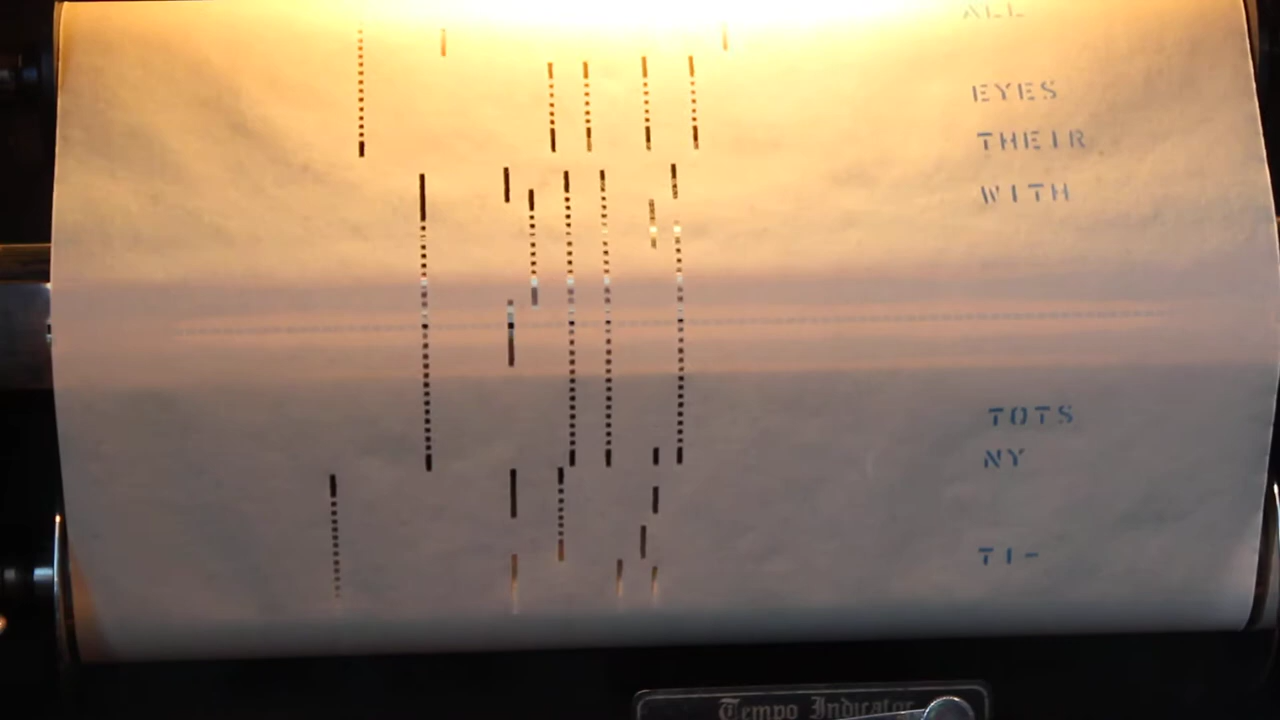 ALL
EYES
THEIR
WITH
TOTS
NY
TI-
Tempo Indicator